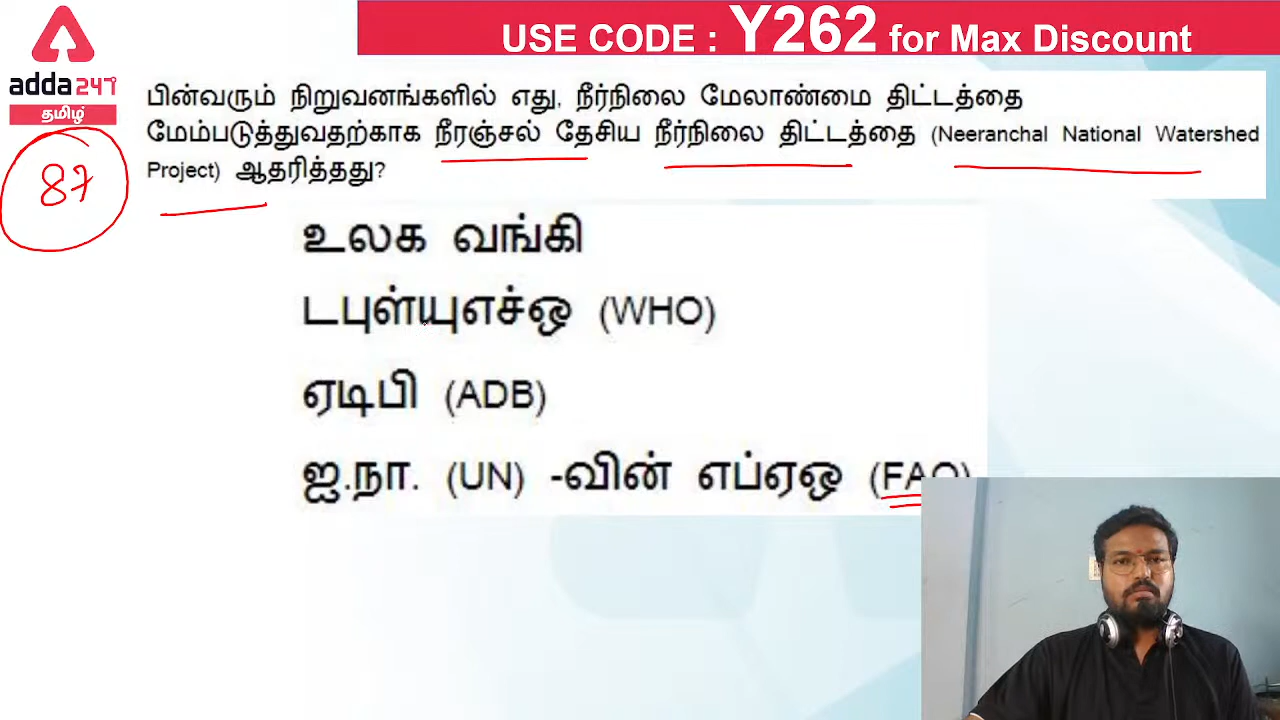 USE CODE : Y262 for Max Discount
adda247
தமிழ்
87
பின்வரும் நிறுவனங்களில் எது, நீர்நிலை மேலாண்மை திட்டத்தை
மேம்படுத்துவதற்காக நீரஞ்சல் தேசிய நீர்நிலை திட்டத்தை (Neeranchal National Watershed
Project) ஆதரித்தது?
உலக வங்கி
டபுள்யுஎச்ஒ (WHO)
ஏடிபி (ADB)
ஐ.நா. (UN) -வின் எப்ஏஒ (FAO)